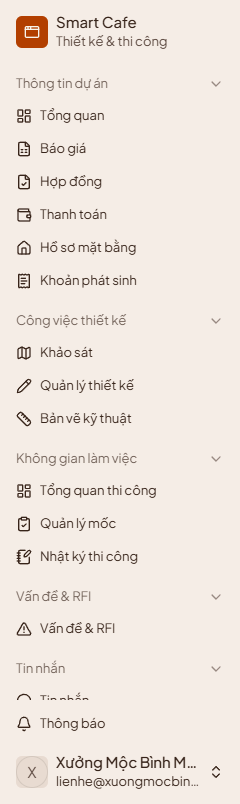 Smart Cafe
Thiết kế & thi công
Thông tin dự án
Tổng quan
Báo giá
Hợp đồng
Thanh toán
Hồ sơ mặt bằng
Khoản phát sinh
Công việc thiết kế
Khảo sát
Quản lý thiết kế
Bản vẽ kỹ thuật
Không gian làm việc
Tổng quan thi công
Quản lý mốc
Nhật ký thi công
Vấn đề & RFI
Vấn đề & RFI
Tin nhắn
Tin nhắn
Thông báo
X
Xưởng Mộc Bình M...
lienhe@xuongmocbin...